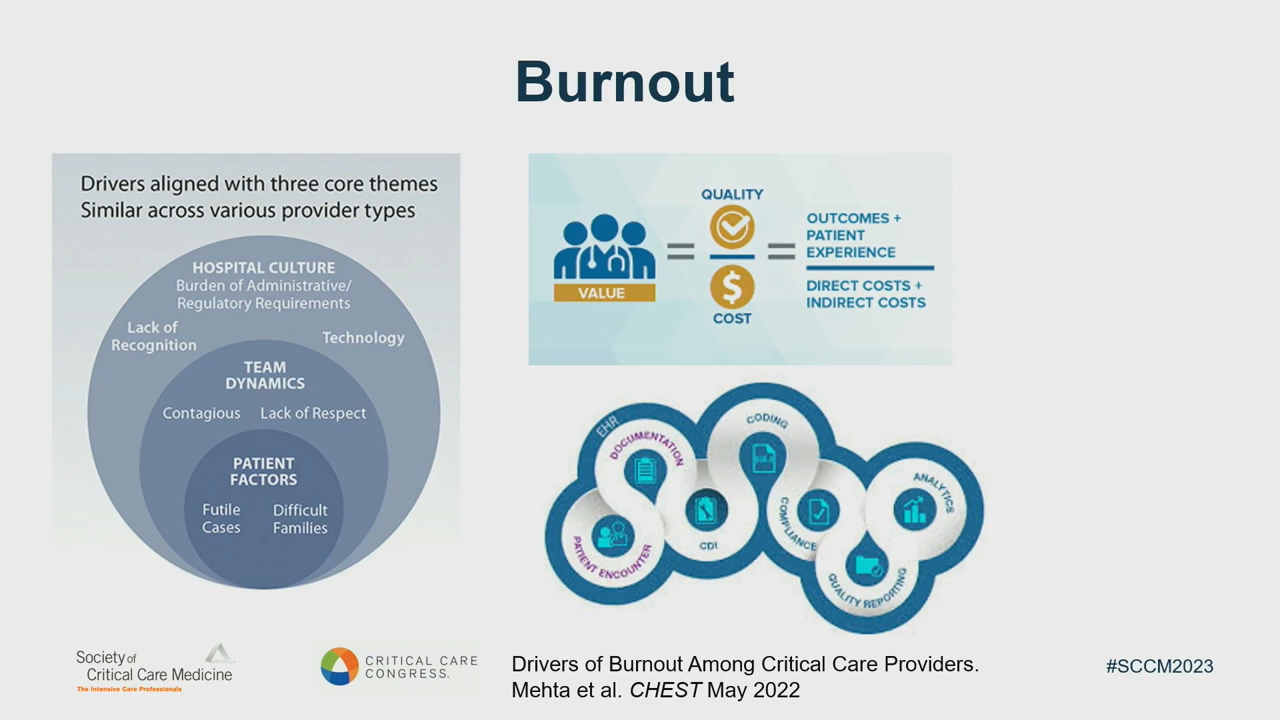 Burnout
Drivers aligned with three core themes
Similar across various provider types
HOSPITAL CULTURE
Burden of Administrative/
Regulatory Requirements
Lack of
Recognition
Technology
TEAM
DYNAMICS
Contagious
Lack of Respect
PATIENT
FACTORS
Futile
Cases
Difficult
Families
VALUE
=
QUALITY
$
COST
=
OUTCOMES +
PATIENT
EXPERIENCE
DIRECT COSTS +
INDIRECT COSTS
EHR
PATIENT ENCOUNTER
DOCUMENTATION
CDI
CODING
COMPLIANCE
QUALITY REPORTING
ANALYTICS
Society of
Critical Care Medicine
The Intensive Care Professionals
CRITICAL CARE
CONGRESS.
Drivers of Burnout Among Critical Care Providers.
Mehta et al. CHEST May 2022
#SCCM2023